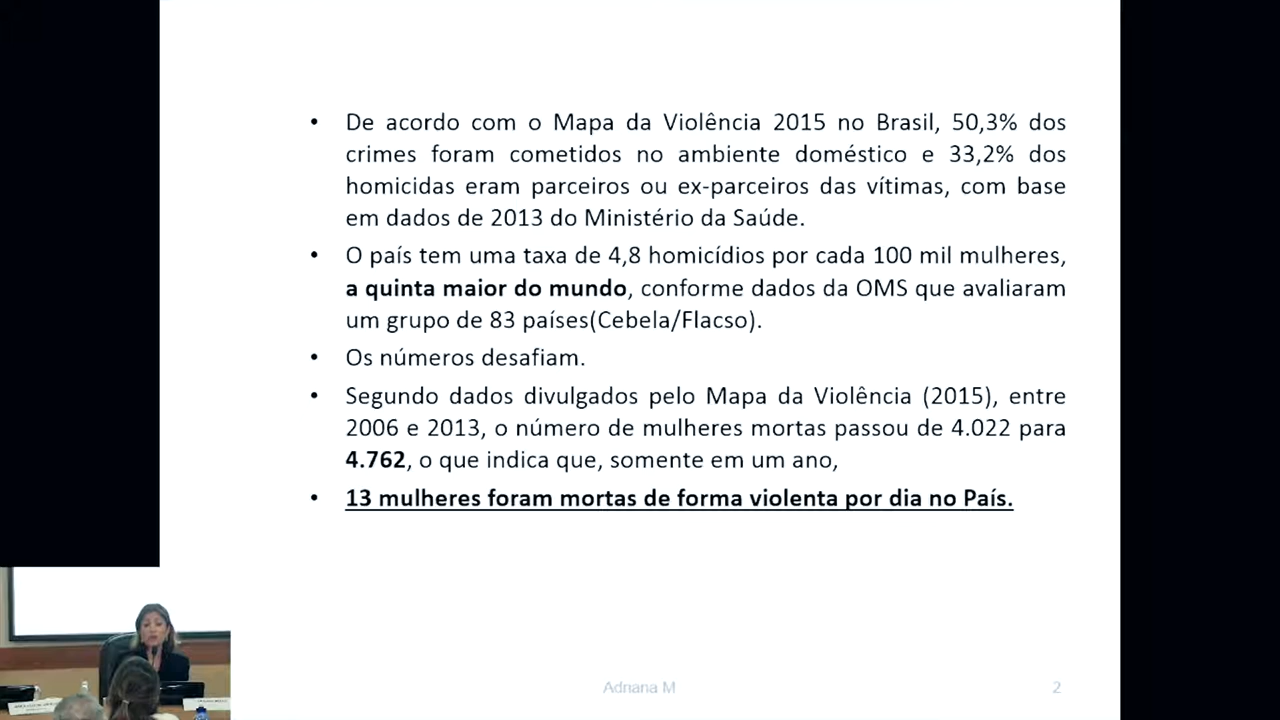 • De acordo com o Mapa da Violência 2015 no Brasil, 50,3% dos
crimes foram cometidos no ambiente doméstico e 33,2% dos
homicidas eram parceiros ou ex-parceiros das vítimas, com base
em dados de 2013 do Ministério da Saúde.
• O país tem uma taxa de 4,8 homicídios por cada 100 mil mulheres,
a quinta maior do mundo, conforme dados da OMS que avaliaram
um grupo de 83 países(Cebela/Flacso).
• Os números desafiam.
• Segundo dados divulgados pelo Mapa da Violência (2015), entre
2006 e 2013, o número de mulheres mortas passou de 4.022 para
4.762, o que indica que, somente em um ano,
• 13 mulheres foram mortas de forma violenta por dia no País.
Adriana M
2